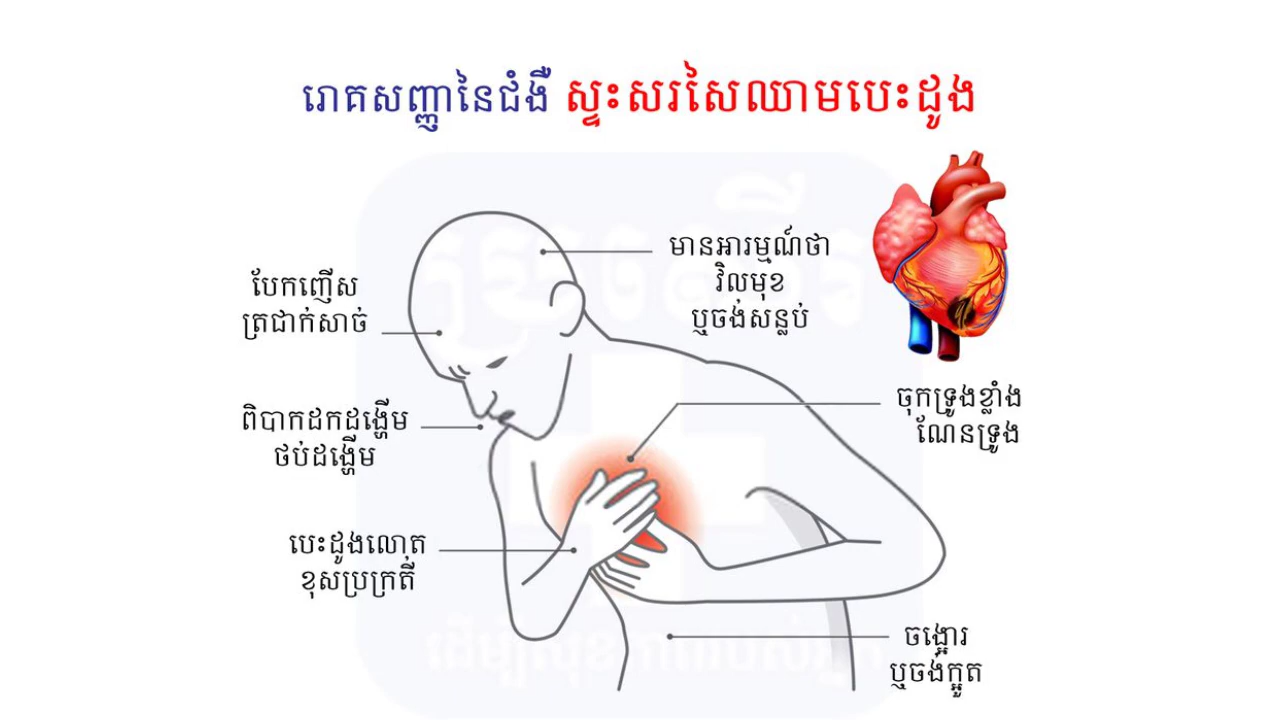 រោគសញ្ញានៃជំងឺ ស្ទះសរសៃឈាមបេះដូង
មានអារម្មណ៍ថា
វិលមុខ
ឬចង់សន្លប់
បែកញើស
ត្រជាក់សាច់
ចុកទ្រូងខ្លាំង
ណែនទ្រូង
ពិបាកដកដង្ហើម
ថប់ដង្ហើម
បេះដូងលោត
ខុសប្រក្រតី
ចង្អោរ
ឬចង់ក្អួត